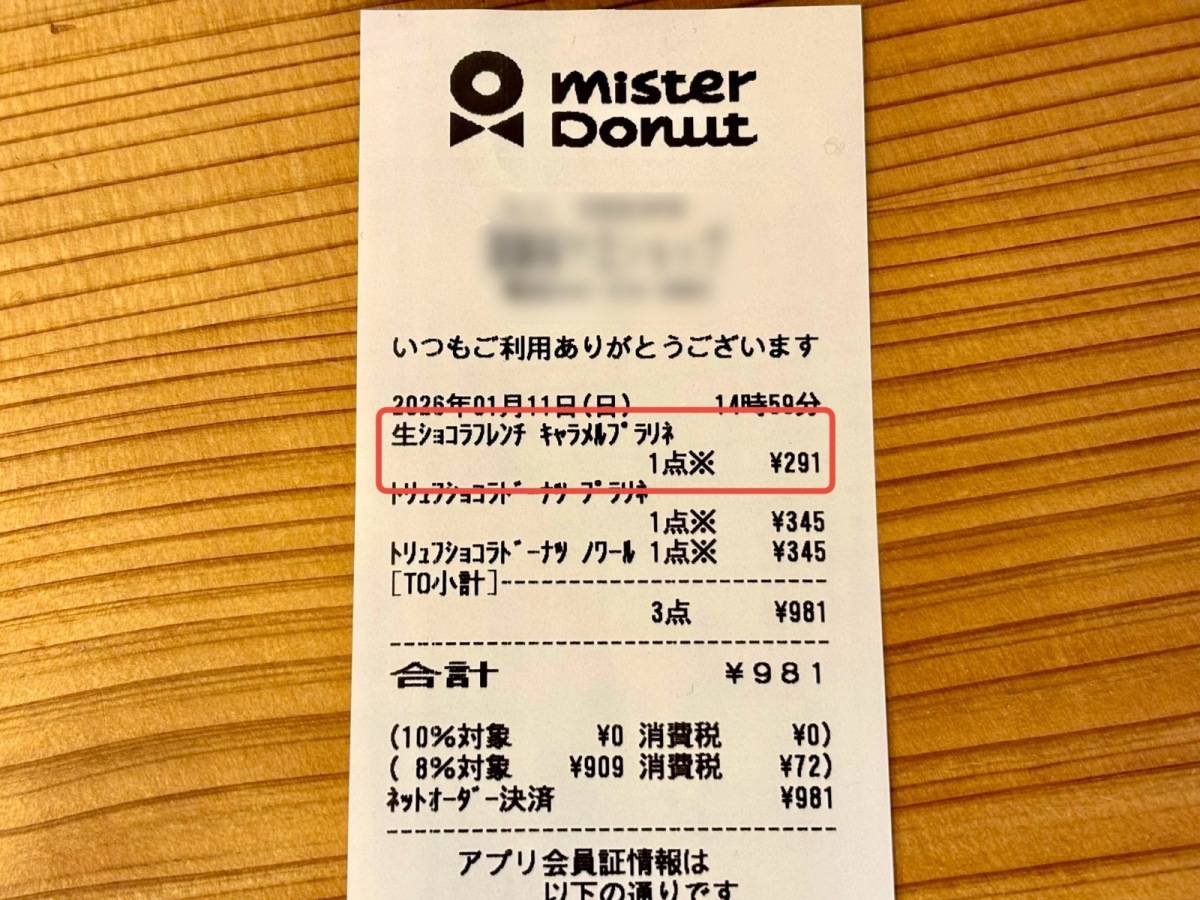 mister
Donut
いつもご利用ありがとうございます
2026年01月11日(日) 14時59分
生ｼｮｺﾗﾌﾚﾝﾁ ｷｬﾗﾒﾙﾌﾟﾗﾘﾈ
1点※ ¥291
ﾄﾘｭﾌｼｮｺﾗﾄﾞｰﾅﾂ ﾌﾟﾗﾘﾈ
1点※ ¥345
ﾄﾘｭﾌｼｮｺﾗﾄﾞｰﾅﾂ ﾉﾜｰﾙ 1点※ ¥345
[TO小計]
3点 ¥981
合計 ¥981
(10%対象 ¥0 消費税 ¥0)
( 8%対象 ¥909 消費税 ¥72)
ﾈｯﾄｵｰﾀﾞｰ決済 ¥981
アプリ会員証情報は
以下の通りです